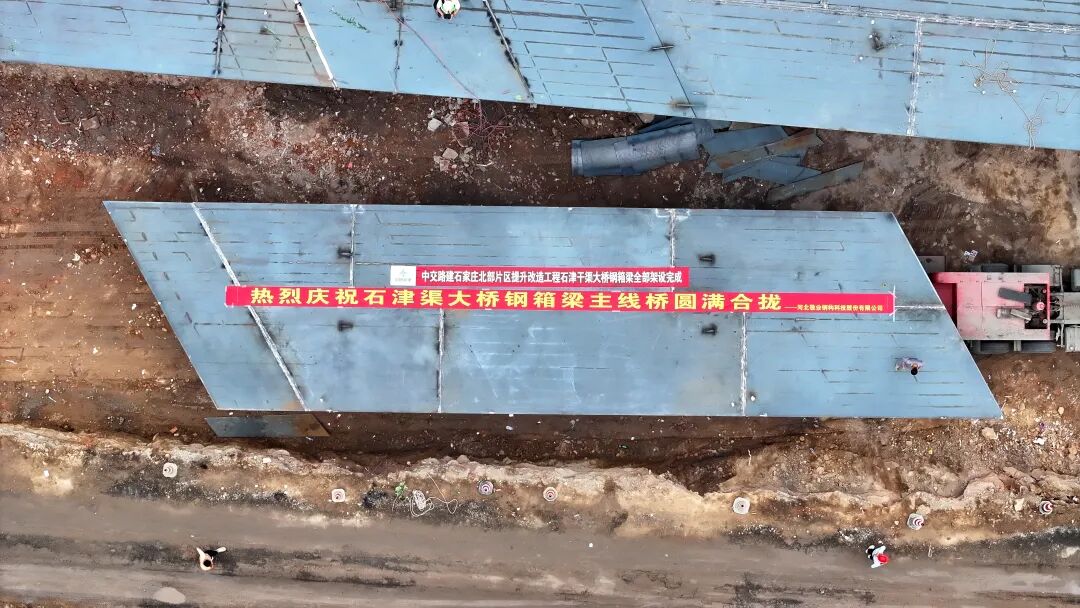 中交路建石家庄北部片区提升改造工程石津干渠大桥钢箱梁全部架设完成
热烈庆祝石津渠大桥钢箱梁主线桥圆满合拢